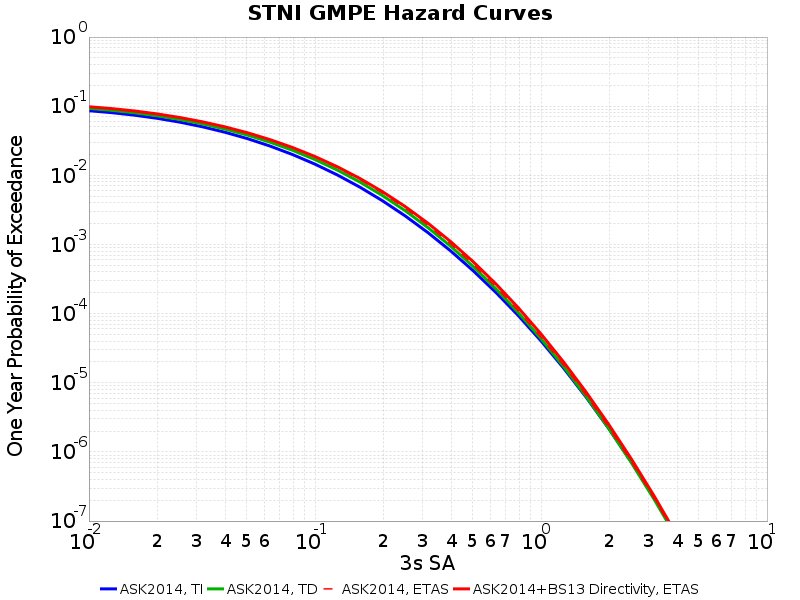 STNI GMPE Hazard Curves
One Year Probability of Exceedance
10^0
10^-1
10^-2
10^-3
10^-4
10^-5
10^-6
10^-7
10^-2 2 3 4 5 6 10^-1 2 3 4 5 6 7 10^0 2 3 4 5 6 7 10^1
3s SA
ASK2014, TI ASK2014, TD ASK2014, ETAS ASK2014+BS13 Directivity, ETAS